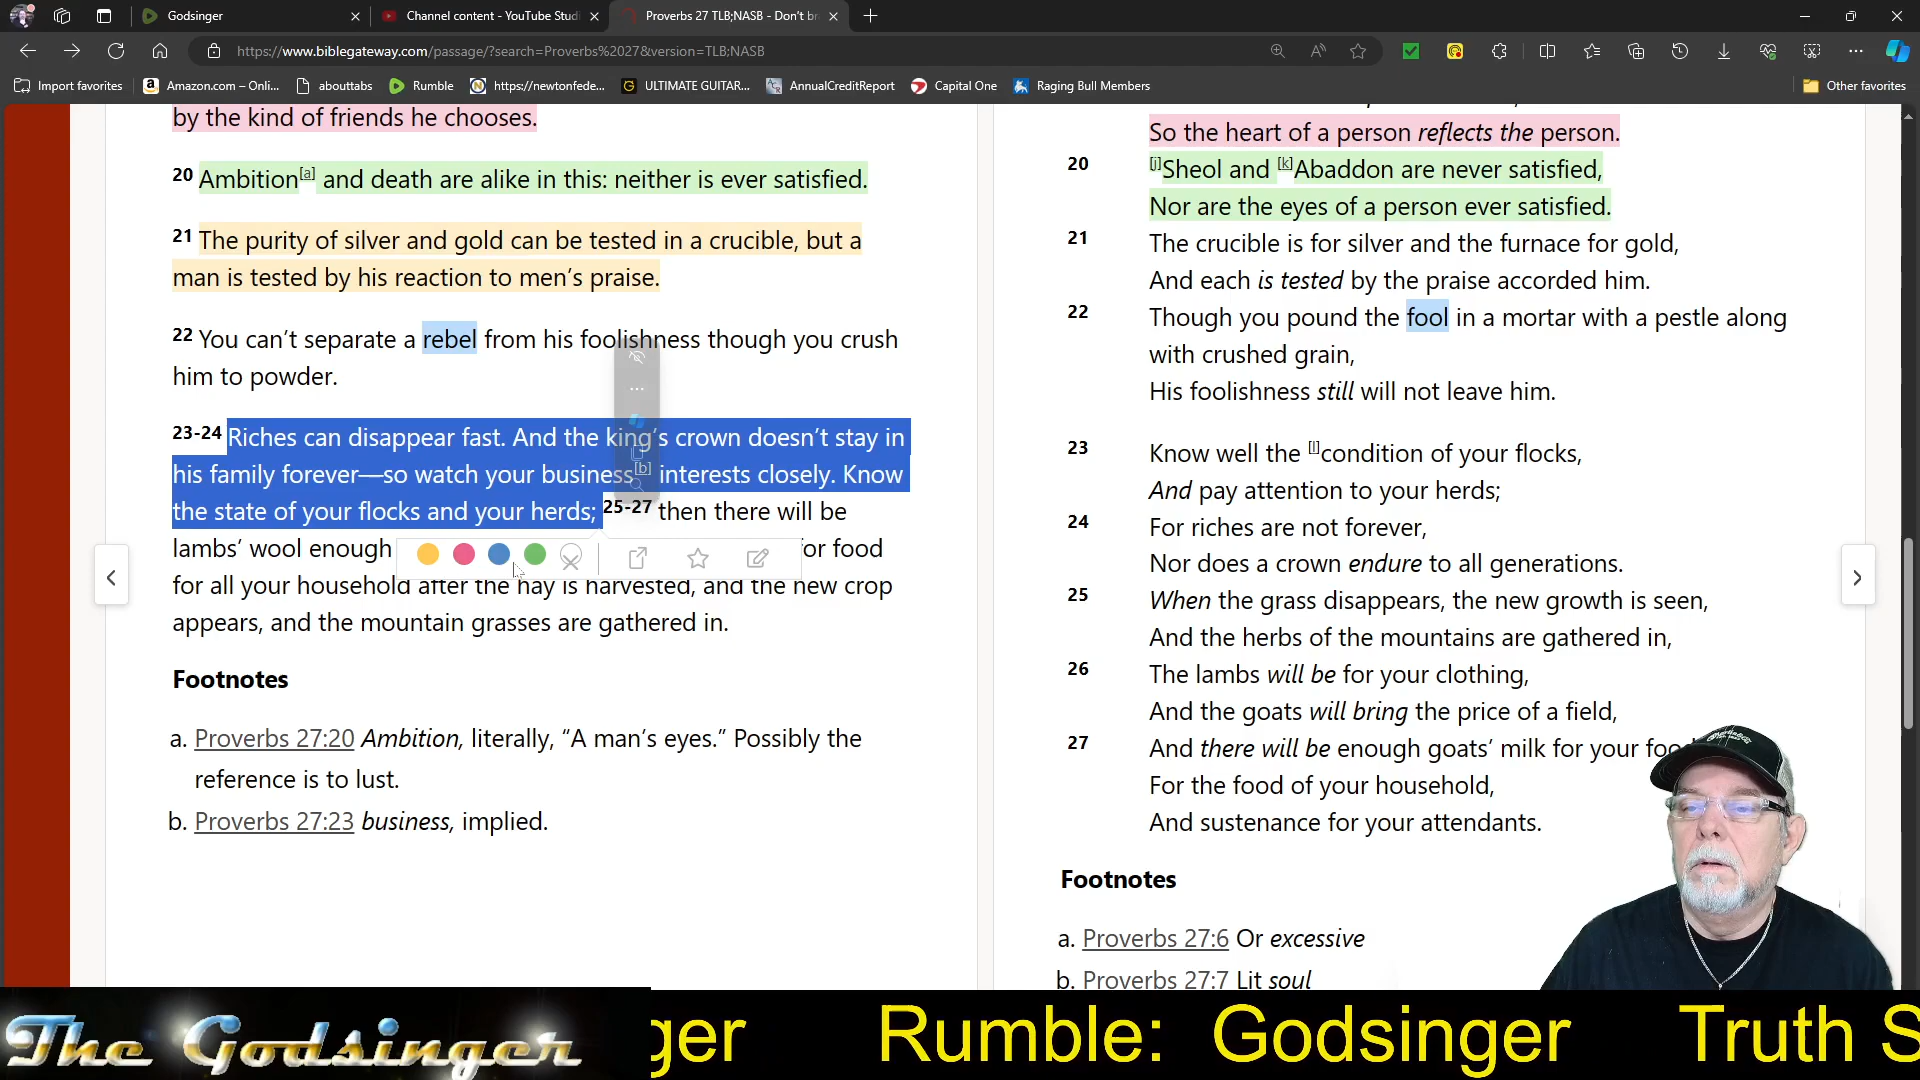 Godsinger
Channel content - YouTube Studi
Proverbs 27 TLB;NASB - Don't br
https://www.biblegateway.com/passage/?search=Proverbs%2027&version=TLB;NASB
Import favorites
Amazon.com – Onli...
abouttabs
Rumble
https://newtonfede...
ULTIMATE GUITAR...
AnnualCreditReport
Capital One
Raging Bull Members
Other favorites
by the kind of friends he chooses.
20 Ambition[a] and death are alike in this: neither is ever satisfied.
21 The purity of silver and gold can be tested in a crucible, but a
man is tested by his reaction to men’s praise.
22 You can’t separate a rebel from his foolishness though you crush
him to powder.
23-24 Riches can disappear fast. And the king’s crown doesn’t stay in
his family forever—so watch your business[b] interests closely. Know
the state of your flocks and your herds; 25-27 then there will be
lambs’ wool enough for food
for all your household after the hay is harvested, and the new crop
appears, and the mountain grasses are gathered in.
Footnotes
a. Proverbs 27:20 Ambition, literally, “A man’s eyes.” Possibly the
reference is to lust.
b. Proverbs 27:23 business, implied.
So the heart of a person reflects the person.
20 [j]Sheol and [k]Abaddon are never satisfied,
Nor are the eyes of a person ever satisfied.
21 The crucible is for silver and the furnace for gold,
And each is tested by the praise accorded him.
22 Though you pound the fool in a mortar with a pestle along
with crushed grain,
His foolishness still will not leave him.
23 Know well the [l]condition of your flocks,
And pay attention to your herds;
24 For riches are not forever,
Nor does a crown endure to all generations.
25 When the grass disappears, the new growth is seen,
And the herbs of the mountains are gathered in,
26 The lambs will be for your clothing,
And the goats will bring the price of a field,
27 And there will be enough goats’ milk for your foo
For the food of your household,
And sustenance for your attendants.
Footnotes
a. Proverbs 27:6 Or excessive
b. Proverbs 27:7 Lit soul
The Godsinger
ger Rumble: Godsinger Truth S